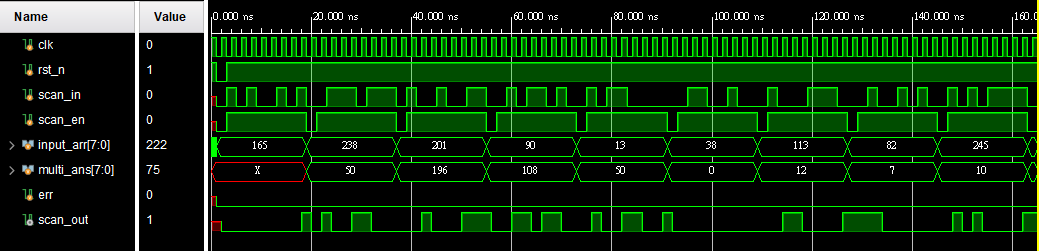 Name Value 0.000 ns 20.000 ns 40.000 ns 60.000 ns 80.000 ns 100.000 ns 120.000 ns 140.000 ns 160.0
clk 0
rst_n 1
scan_in 0
scan_en 0
input_arr[7:0] 222 165 238 201 90 13 38 113 82 245
multi_ans[7:0] 75 X 50 196 108 50 0 12 7 10
err 0
scan_out 1